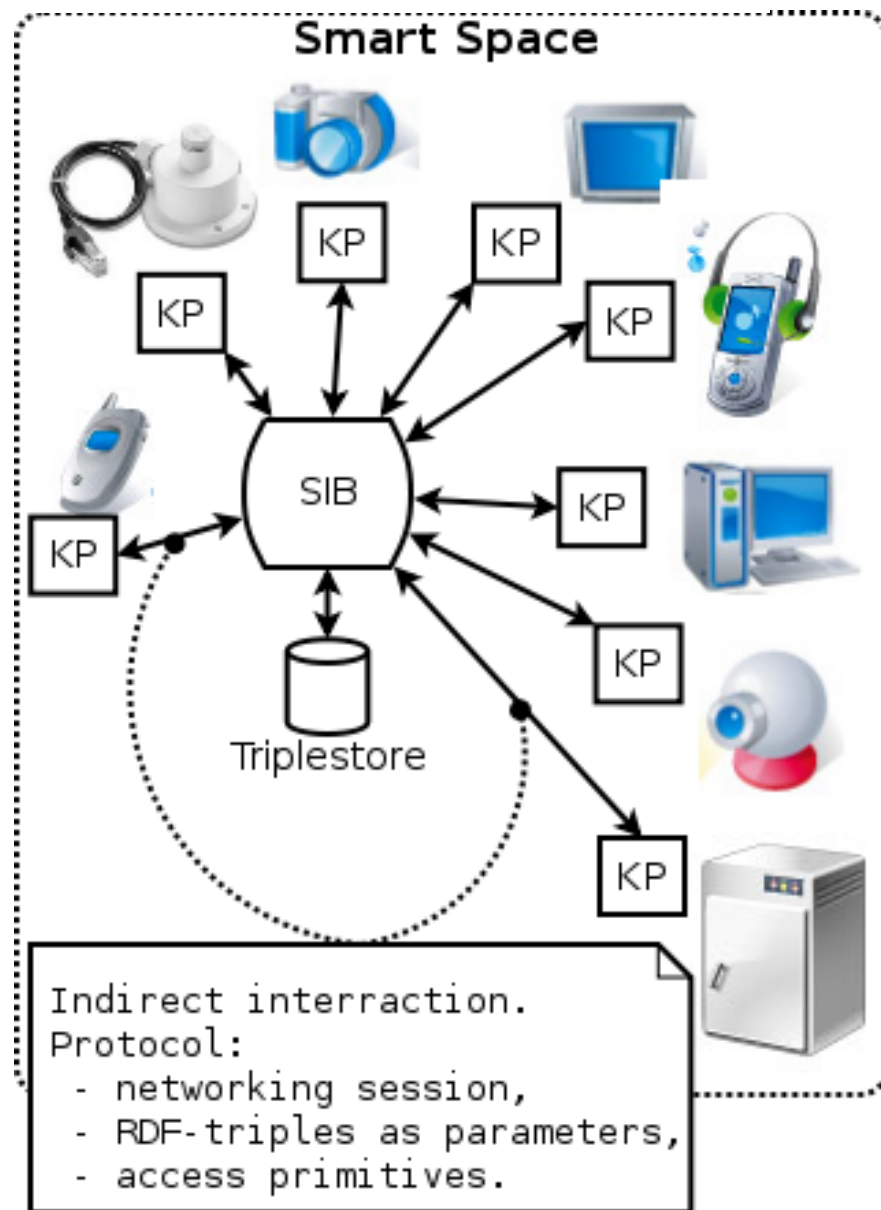 Smart Space
KP
KP
KP
KP
KP
SIB
KP
KP
KP
Triplestore
Indirect interraction.
Protocol:
- networking session,
- RDF-triples as parameters,
- access primitives.